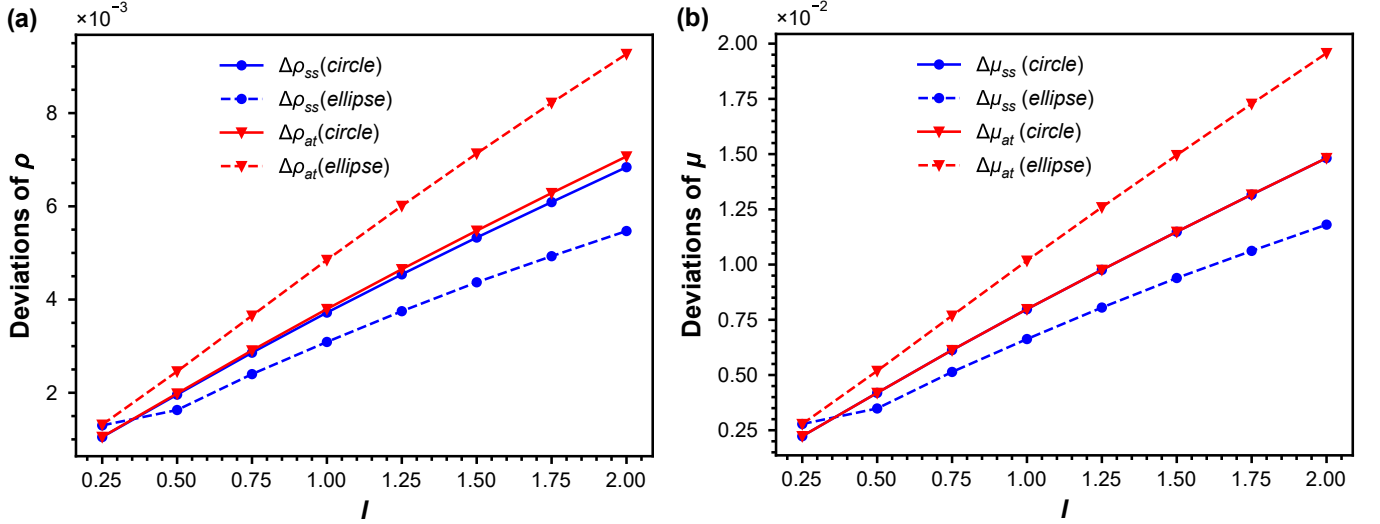 (a)
×10⁻³
Deviations of ρ
8
6
4
2
Δρss(circle)
Δρss(ellipse)
Δρat(circle)
Δρat(ellipse)
0.25 0.50 0.75 1.00 1.25 1.50 1.75 2.00
I
(b)
×10⁻²
Deviations of μ
2.00
1.75
1.50
1.25
1.00
0.75
0.50
0.25
Δμss (circle)
Δμss (ellipse)
Δμat (circle)
Δμat (ellipse)
0.25 0.50 0.75 1.00 1.25 1.50 1.75 2.00
I